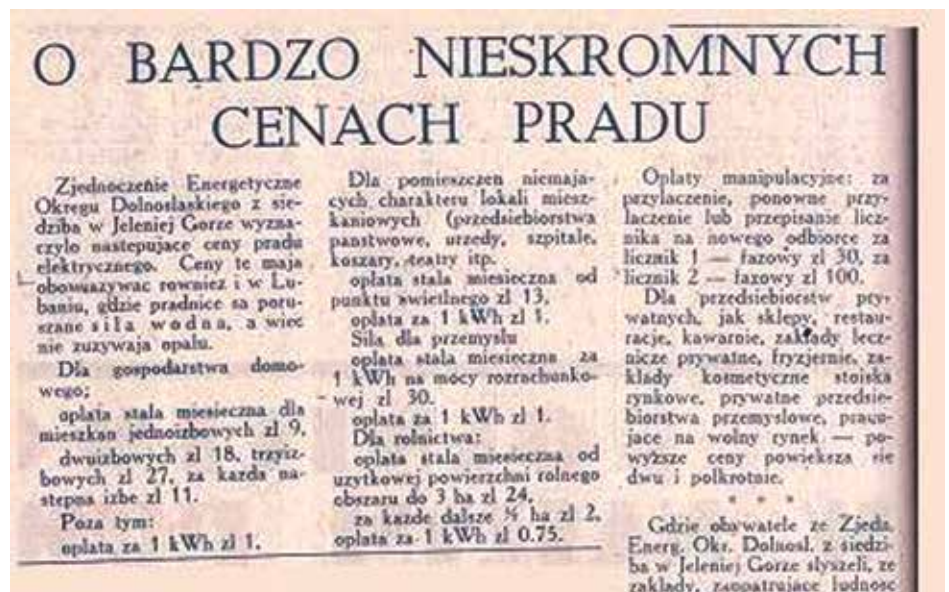 O BARDZO NIESKROMNYCH
CENACH PRADU
Zjednoczenie Energetyczne
Okregu Dolnoslaskiego z sie-
dziba w Jeleniej Gorze wyzna-
czylo nastepujace ceny pradu
elektrycznego. Ceny te maja
obowiazywac rowniez i w Lu-
baniu, gdzie pradnice sa poru-
szane sila wodna, a wiec
nie zuzywaja opalu.
Dla gospodarstwa domo-
wego;
oplata stala miesieczna dla
mieszkan jednoizbowych zl 9,
dwuizbowych zl 18, trzyiz-
bowych zl 27, za kazda na-
stepna izbe zl 11.
Poza tym:
oplata za 1 kWh zl 1.
Dla pomieszczen niemaja-
cych charakteru lokali miesz-
kaniowych (przedsiebiorstwa
panstwowe, urzedy, szpitale,
koszary, teatry itp.
oplata stala miesieczna od
punktu swietlnego zl 13,
oplata za 1 kWh zl 1.
Sila dla przemyslu
oplata stala miesieczna za
1 kWh na mocy rozrachunko-
wej zl 30.
oplata za 1 kWh zl 1.
Dla rolnictwa:
oplata stala miesieczna od
uzytkowej powierzchni rolnego
obszaru do 3 ha zl 24,
za kazde dalsze ha zl 2,
oplata za 1 kWh zl 0.75.
Oplaty manipulacyjne: za
przylaczenie, ponowne przy-
laczenie lub przepisanie licz-
nika na nowego odbiorce za
licznik 1 — fazowy zl 30, za
licznik 2 — fazowy zl 100.
Dla przedsiebiorstw pry-
watnych, jak sklepy, restau-
racje, kawarnie, zaklady lecz-
nicze prywatne, fryzjernie, za-
klady kosmetyczne stoiska
rynkowe, prywatne przedsie-
biorstwa przemyslowe, pracu-
jace na wolny rynek — po-
wyzsze ceny powieksza sie
dwu i polkrotnie.
* * *
Gdzie obywatele ze Zjedn.
Energ. Okr. Dolnosl. z siedzi-
ba w Jeleniej Gorze slyszeli, ze
zaklady, zaopatrujace ludnosc